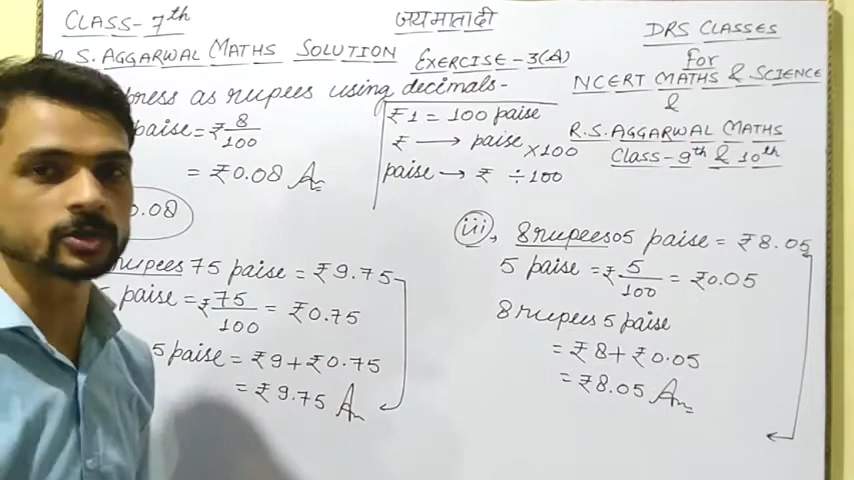 CLASS- 7th
जय माता दी
DRS CLASSES
For
NCERT MATHS & SCIENCE
&
R.S. AGGARWAL MATHS
CLASS- 9th & 10th
R.S. AGGARWAL MATHS SOLUTION EXERCISE - 3(A)
as rupees using decimals-
paise = ₹ 8/100
= ₹0.08 Ans
0.08
₹1 = 100 paise
₹ → paise ×100
paise → ₹ ÷100
rupees 75 paise = ₹9.75
paise = ₹ 75/100 = ₹0.75
5 paise = ₹9 + ₹0.75
= ₹9.75 Ans
iii, 8 rupees 05 paise = ₹8.05
5 paise = ₹ 5/100 = ₹0.05
8 rupees 5 paise
= ₹8 + ₹0.05
= ₹8.05 Ans